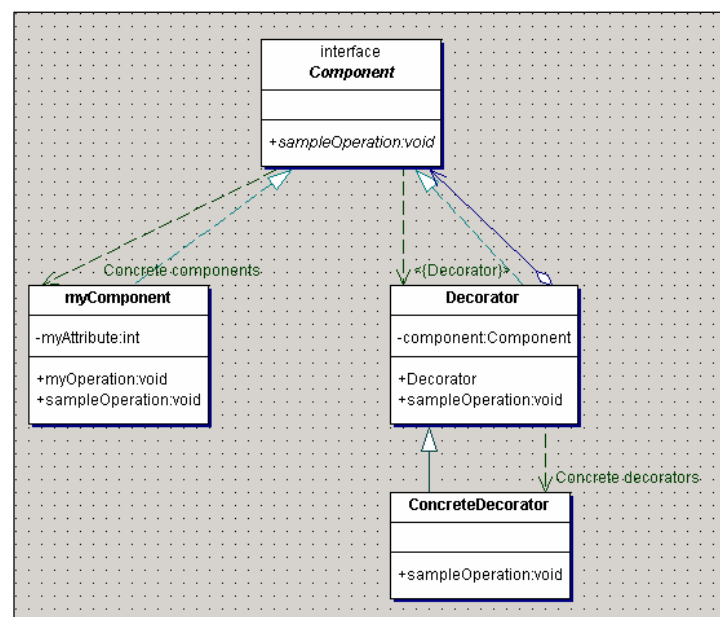 interface
Component
+sampleOperation:void
Concrete components
<{Decorator}>
myComponent
-myAttribute:int
+myOperation:void
+sampleOperation:void
Decorator
-component:Component
+Decorator
+sampleOperation:void
Concrete decorators
ConcreteDecorator
+sampleOperation:void